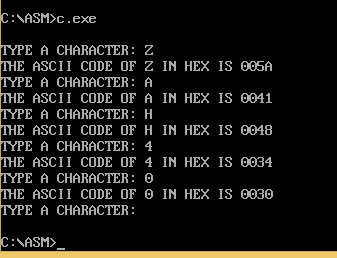 C:\ASM>c.exe
TYPE A CHARACTER: Z
THE ASCII CODE OF Z IN HEX IS 005A
TYPE A CHARACTER: A
THE ASCII CODE OF A IN HEX IS 0041
TYPE A CHARACTER: H
THE ASCII CODE OF H IN HEX IS 0048
TYPE A CHARACTER: 4
THE ASCII CODE OF 4 IN HEX IS 0034
TYPE A CHARACTER: 0
THE ASCII CODE OF 0 IN HEX IS 0030
TYPE A CHARACTER:
C:\ASM>_